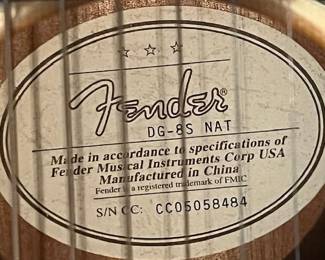 Fender®
DG-8S NAT
Made in accordance to specifications of
Fender Musical Instruments Corp USA
Manufactured in China
Fender is a registered trademark of FMIC
S/N CC: CC05058484